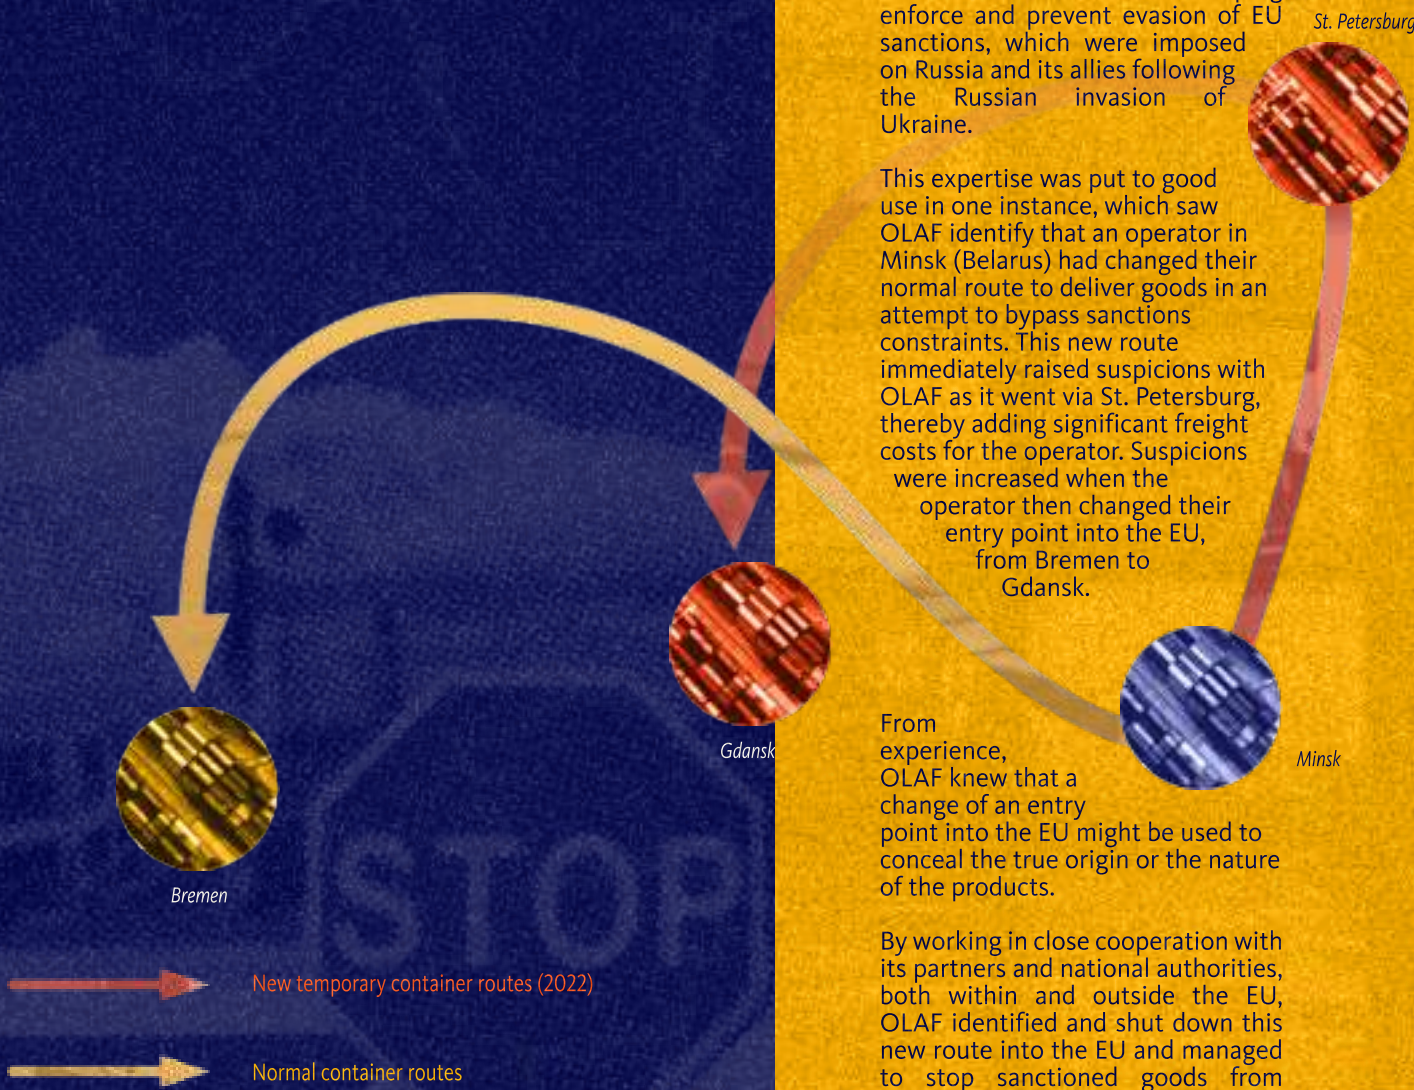 enforce and prevent evasion of EU
sanctions, which were imposed
on Russia and its allies following
the Russian invasion of
Ukraine.
St. Petersburg
This expertise was put to good
use in one instance, which saw
OLAF identify that an operator in
Minsk (Belarus) had changed their
normal route to deliver goods in an
attempt to bypass sanctions
constraints. This new route
immediately raised suspicions with
OLAF as it went via St. Petersburg,
thereby adding significant freight
costs for the operator. Suspicions
were increased when the
operator then changed their
entry point into the EU,
from Bremen to
Gdansk.
From
experience,
OLAF knew that a
change of an entry
point into the EU might be used to
conceal the true origin or the nature
of the products.
By working in close cooperation with
its partners and national authorities,
both within and outside the EU,
OLAF identified and shut down this
new route into the EU and managed
to stop sanctioned goods from
Minsk
Gdansk
Bremen
STOP
New temporary container routes (2022)
Normal container routes